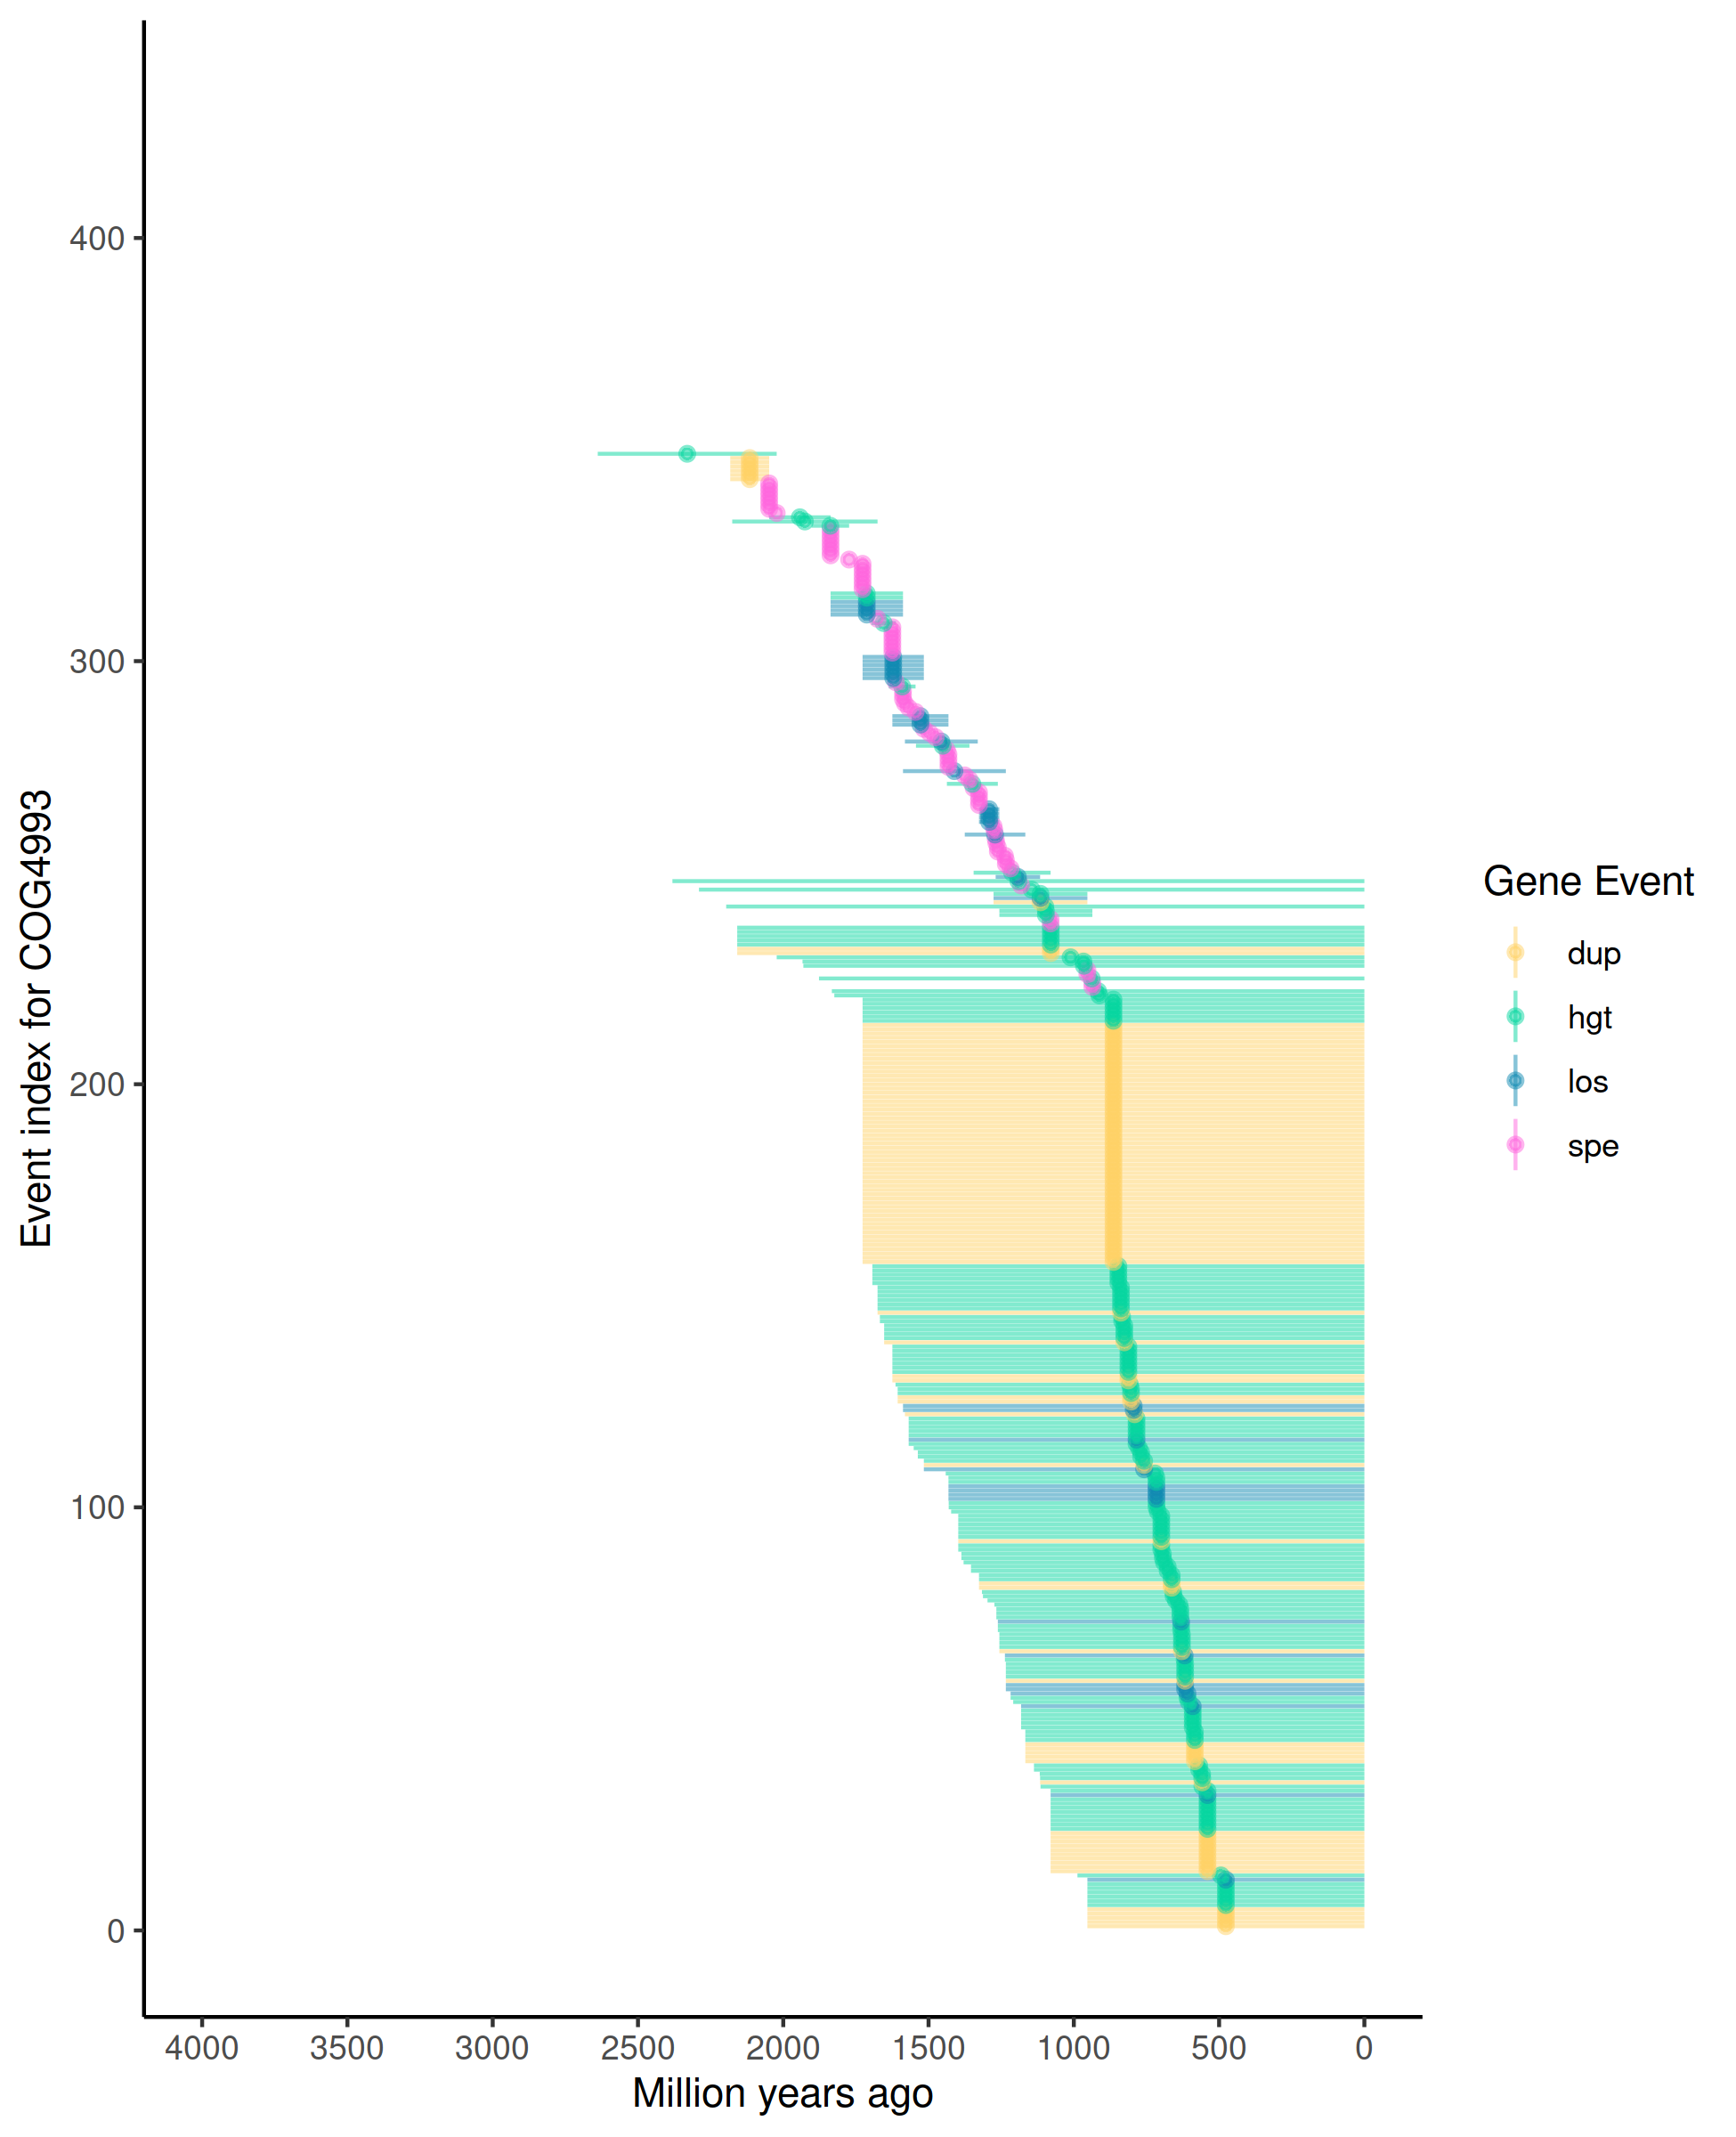 Event index for COG4993
400
300
200
100
0
4000 3500 3000 2500 2000 1500 1000 500 0
Million years ago
Gene Event
dup
hgt
los
spe